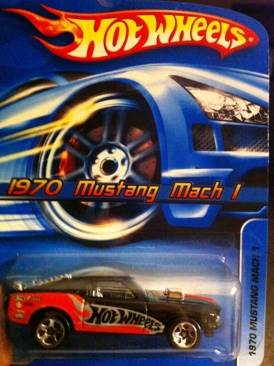 HOT WHEELS
1970 Mustang Mach 1
HOT WHEELS
1970 MUSTANG MACH 1